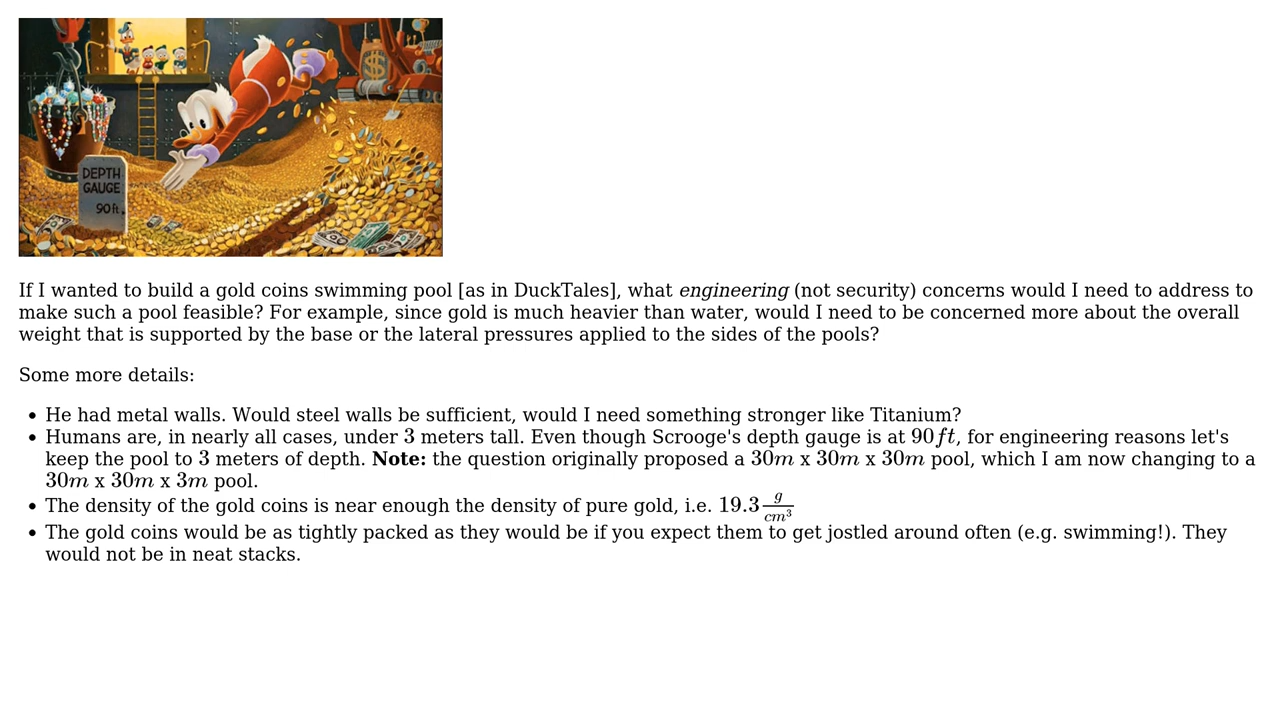 DEPTH
GAUGE
90ft.
$
If I wanted to build a gold coins swimming pool [as in DuckTales], what engineering (not security) concerns would I need to address to
make such a pool feasible? For example, since gold is much heavier than water, would I need to be concerned more about the overall
weight that is supported by the base or the lateral pressures applied to the sides of the pools?
Some more details:
• He had metal walls. Would steel walls be sufficient, would I need something stronger like Titanium?
• Humans are, in nearly all cases, under 3 meters tall. Even though Scrooge's depth gauge is at 90ft, for engineering reasons let's
keep the pool to 3 meters of depth. Note: the question originally proposed a 30m x 30m x 30m pool, which I am now changing to a
30m x 30m x 3m pool.
• The density of the gold coins is near enough the density of pure gold, i.e. 19.3 g/cm³
• The gold coins would be as tightly packed as they would be if you expect them to get jostled around often (e.g. swimming!). They
would not be in neat stacks.